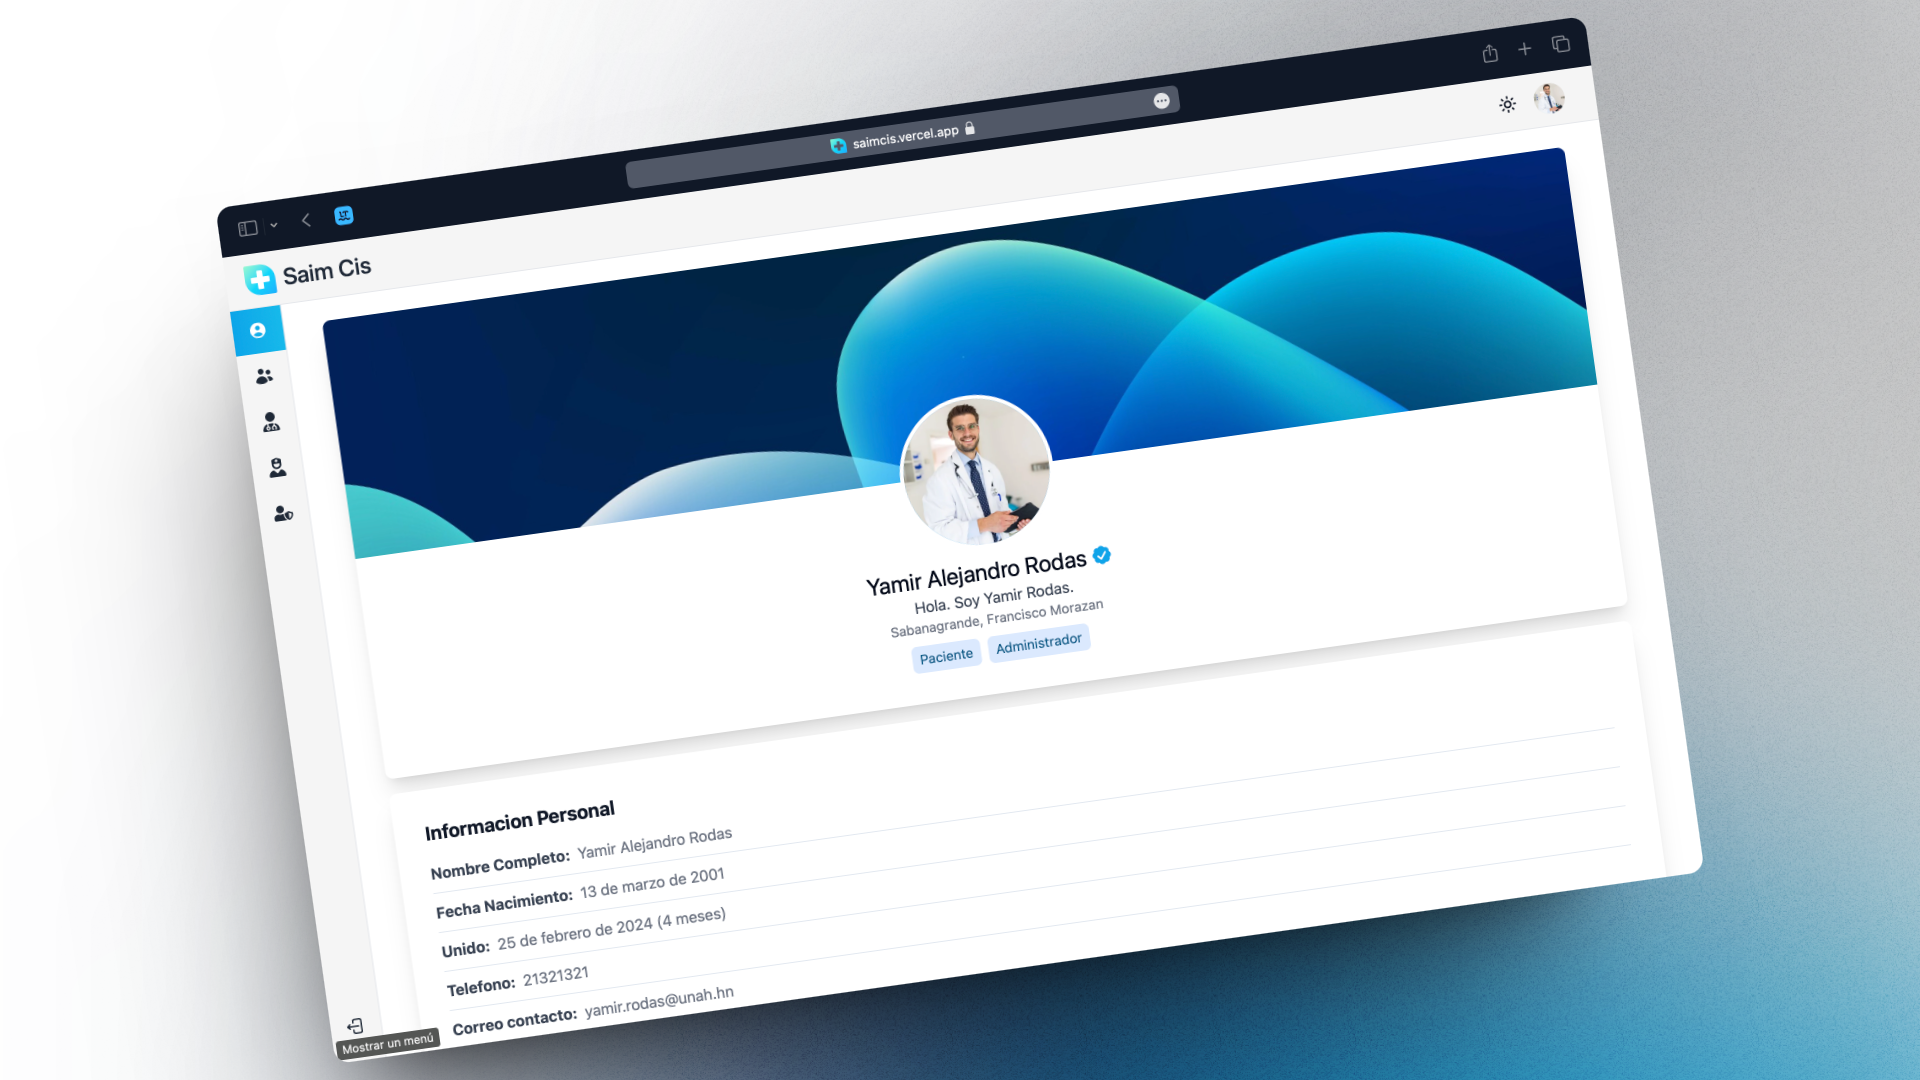 saimcis.vercel.app
Saim Cis
Yamir Alejandro Rodas
Hola. Soy Yamir Rodas.
Sabanagrande, Francisco Morazan
Paciente Administrador
Informacion Personal
Nombre Completo: Yamir Alejandro Rodas
Fecha Nacimiento: 13 de marzo de 2001
Unido: 25 de febrero de 2024 (4 meses)
Telefono: 21321321
Correo contacto: yamir.rodas@unah.hn
Mostrar un menú